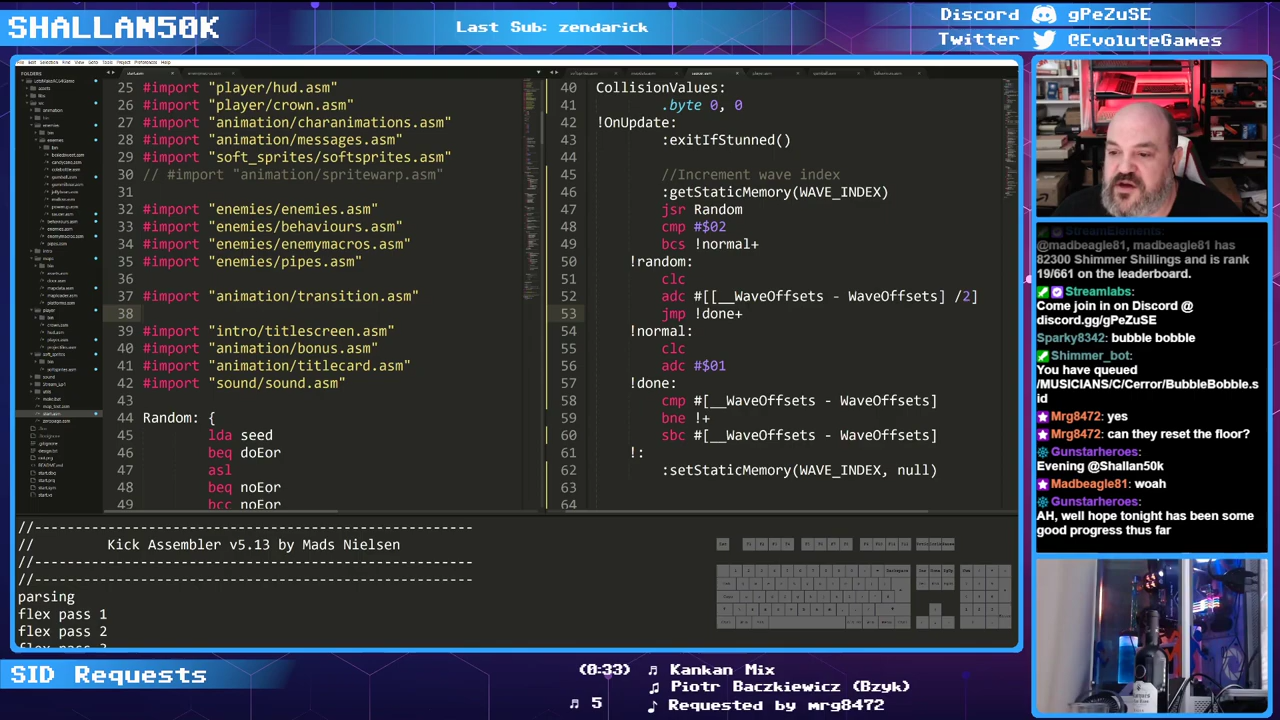 SHALLAN50K
Last Sub: zendarick
Discord gPeZuSE
Twitter @EvoluteGames
FOLDERS
25 #import "player/hud.asm"
26 #import "player/crown.asm"
27 #import "animation/charanimations.asm"
28 #import "animation/messages.asm"
29 #import "soft_sprites/softsprites.asm"
30 // #import "animation/spritewarp.asm"
31
32 #import "enemies/enemies.asm"
33 #import "enemies/behaviours.asm"
34 #import "enemies/enemymacros.asm"
35 #import "enemies/pipes.asm"
36
37 #import "animation/transition.asm"
38
39 #import "intro/titlescreen.asm"
40 #import "animation/bonus.asm"
41 #import "animation/titlecard.asm"
42 #import "sound/sound.asm"
43
44 Random: {
45 lda seed
46 beq doEor
47 asl
48 beq noEor
49 bcc noEor
40 CollisionValues:
41 .byte 0, 0
42 !OnUpdate:
43 :exitIfStunned()
44
45 //Increment wave index
46 :getStaticMemory(WAVE_INDEX)
47 jsr Random
48 cmp #$02
49 bcs !normal+
50 !random:
51 clc
52 adc #[[__WaveOffsets - WaveOffsets] /2]
53 jmp !done+
54 !normal:
55 clc
56 adc #$01
57 !done:
58 cmp #[__WaveOffsets - WaveOffsets]
59 bne !+
60 sbc #[__WaveOffsets - WaveOffsets]
61 !:
62 :setStaticMemory(WAVE_INDEX, null)
63
64
//------------------------------------------------------
// Kick Assembler v5.13 by Mads Nielsen
//------------------------------------------------------
//------------------------------------------------------
parsing
flex pass 1
flex pass 2
StreamElements:
@madbeagle81, madbeagle81 has
82300 Shimmer Shillings and is rank
19/661 on the leaderboard.
Streamlabs:
Come join in on Discord @
discord.gg/gPeZuSE
Sparky8342: bubble bobble
Shimmer_bot:
You have queued
/MUSICIANS/C/Cerror/BubbleBobble.s
id
Mrg8472: yes
Mrg8472: can they reset the floor?
Gunstarheroes:
Evening @Shallan50k
Madbeagle81: woah
Gunstarheroes:
AH, well hope tonight has been some
good progress thus far
SID Requests
(0:33) Kankan Mix
Piotr Baczkiewicz (Bzyk)
5 Requested by mrg8472